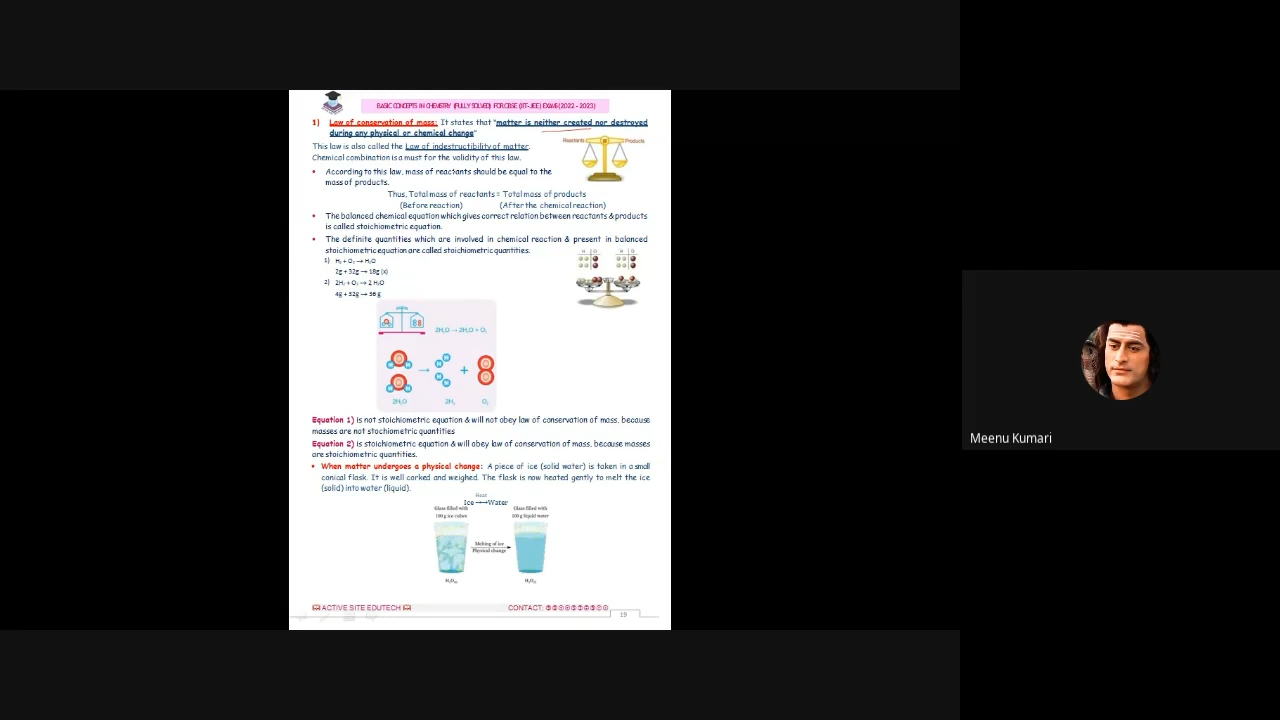 BASIC CONCEPTS IN CHEMISTRY (FULLY SOLVED) FOR CBSE (IIT-JEE) EXAMS (2022 - 2023)
1) Law of conservation of mass: It states that "matter is neither created nor destroyed
during any physical or chemical change"
Reactants Products
This law is also called the Law of indestructibility of matter.
Chemical combination is a must for the validity of this law.
• According to this law, mass of reactants should be equal to the
mass of products.
Thus, Total mass of reactants = Total mass of products
(Before reaction) (After the chemical reaction)
• The balanced chemical equation which gives correct relation between reactants & products
is called stoichiometric equation.
• The definite quantities which are involved in chemical reaction & present in balanced
stoichiometric equation are called stoichiometric quantities.
H O H O
1) H₂ + O₂ → H₂O
2g + 32g → 18g (x)
2) 2H₂ + O₂ → 2 H₂O
4g + 32g → 36 g
2H₂O → 2H₂O + O₂
H H H H + O
H H H H O
2H₂O 2H₂ O₂
Equation 1) is not stoichiometric equation & will not obey law of conservation of mass, because
masses are not stochiometric quantities
Equation 2) is stoichiometric equation & will obey law of conservation of mass, because masses
are stoichiometric quantities.
• When matter undergoes a physical change: A piece of ice (solid water) is taken in a small
conical flask. It is well corked and weighed. The flask is now heated gently to melt the ice
(solid) into water (liquid).
Heat
Ice → Water
Glass filled with Glass filled with
100 g ice cubes 100 g liquid water
Melting of ice
Physical change
ACTIVE SITE EDUTECH CONTACT:
19
Meenu Kumari